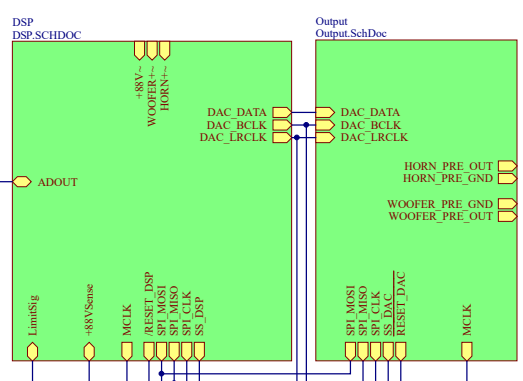 DSP
DSP.SCHDOC
+88V~
WOOFER+~
HORN+~
DAC_DATA
DAC_BCLK
DAC_LRCLK
ADOUT
LimitSig
+88VSense
MCLK
/RESET_DSP
SPI_MOSI
SPI_MISO
SPI_CLK
SS_DSP
Output
Output.SchDoc
DAC_DATA
DAC_BCLK
DAC_LRCLK
HORN_PRE_OUT
HORN_PRE_GND
WOOFER_PRE_GND
WOOFER_PRE_OUT
SPI_MOSI
SPI_MISO
SPI_CLK
SS_DAC
RESET_DAC
MCLK